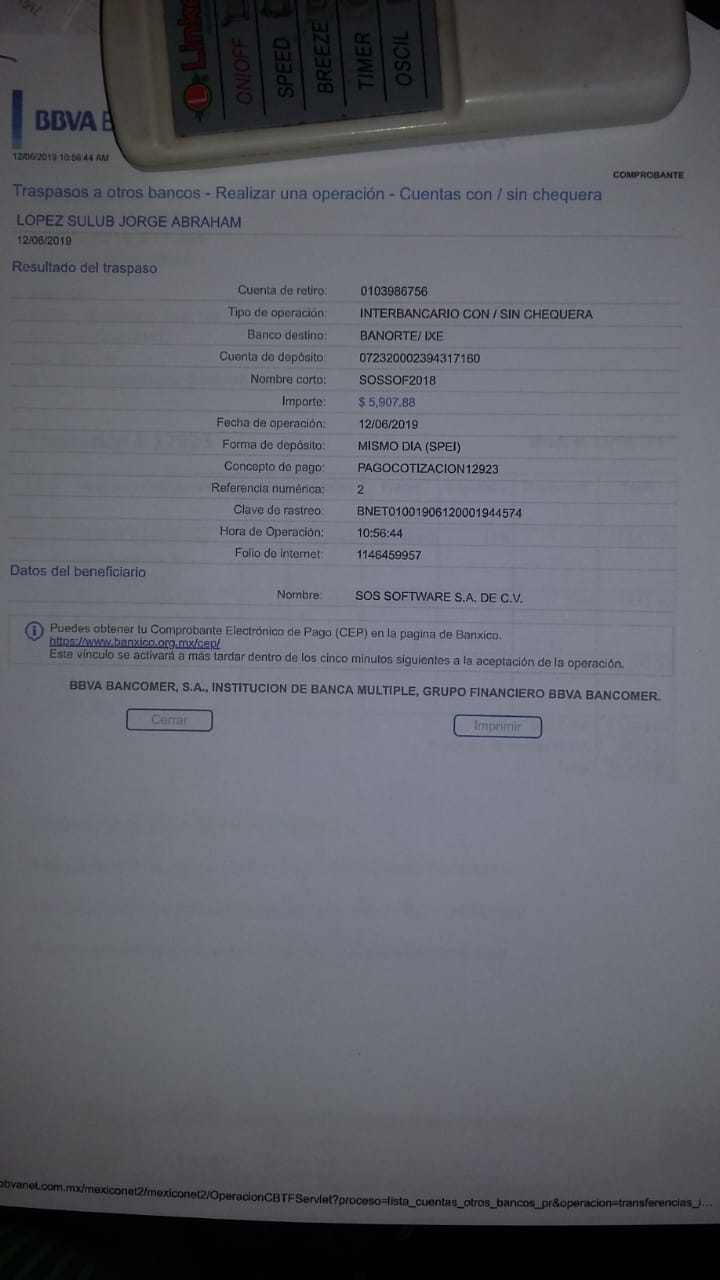 Linke
ON/OFF
SPEED
BREEZE
TIMER
OSCIL
BBVA B
12/06/2019 10:56:44 AM
COMPROBANTE
Traspasos a otros bancos - Realizar una operación - Cuentas con / sin chequera
LOPEZ SULUB JORGE ABRAHAM
12/06/2019
Resultado del traspaso
Cuenta de retiro: 0103986756
Tipo de operación: INTERBANCARIO CON / SIN CHEQUERA
Banco destino: BANORTE/ IXE
Cuenta de depósito: 072320002394317160
Nombre corto: SOSSOF2018
Importe: $ 5,907.88
Fecha de operación: 12/06/2019
Forma de depósito: MISMO DIA (SPEI)
Concepto de pago: PAGOCOTIZACION12923
Referencia numérica: 2
Clave de rastreo: BNET01001906120001944574
Hora de Operación: 10:56:44
Folio de internet: 1146459957
Datos del beneficiario
Nombre: SOS SOFTWARE S.A. DE C.V.
Puedes obtener tu Comprobante Electrónico de Pago (CEP) en la pagina de Banxico.
https://www.banxico.org.mx/cep/
Este vínculo se activará a más tardar dentro de los cinco minutos siguientes a la aceptación de la operación.
BBVA BANCOMER, S.A., INSTITUCION DE BANCA MULTIPLE, GRUPO FINANCIERO BBVA BANCOMER.
Cerrar
Imprimir
bbvanet.com.mx/mexiconet2/mexiconet2/OperacionCBTFServlet?proceso=lista_cuentas_otros_bancos_pr&operacion=transferencias_i...